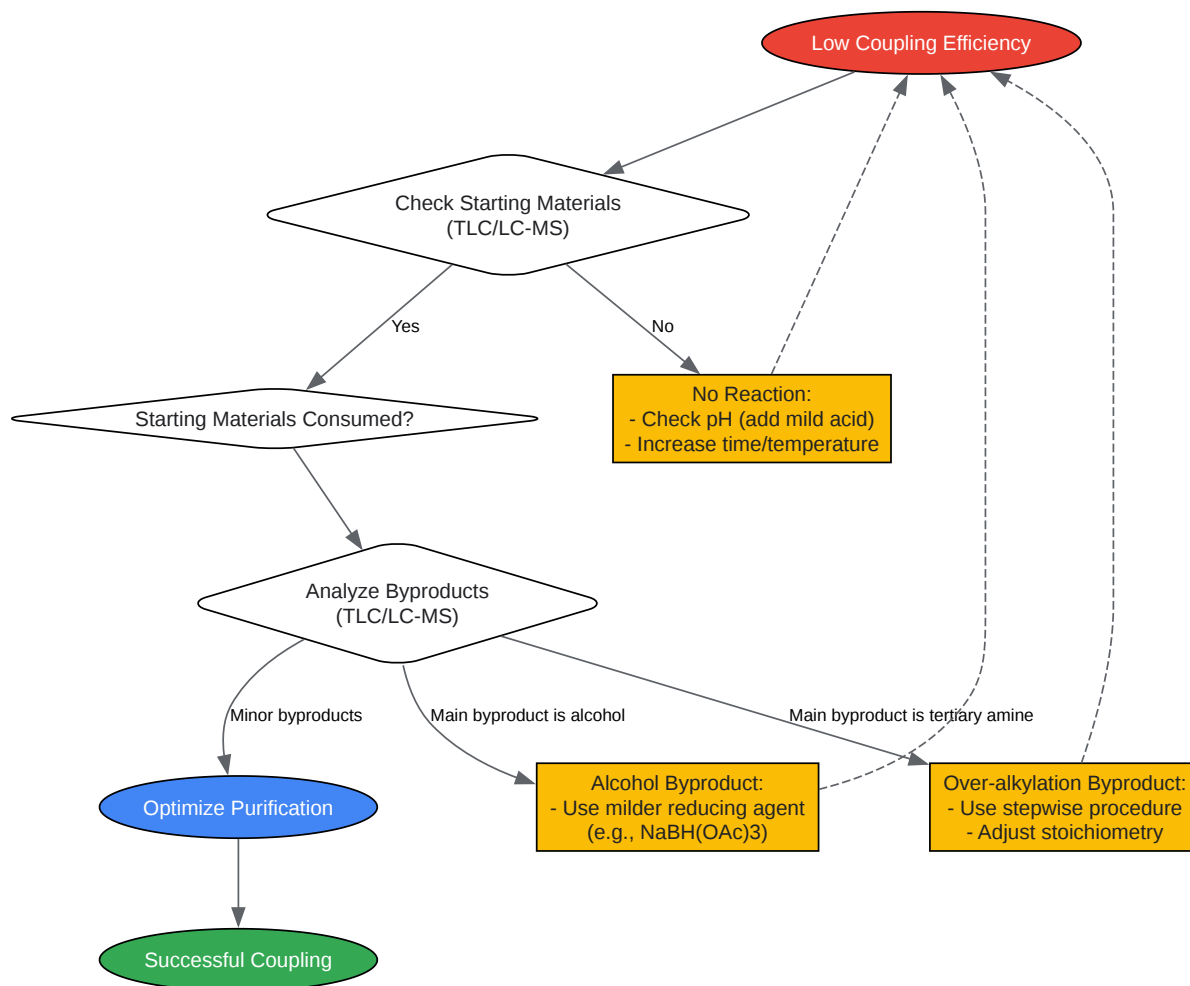 Low Coupling Efficiency
Check Starting Materials
(TLC/LC-MS)
Yes
No
No Reaction:
- Check pH (add mild acid)
- Increase time/temperature
Starting Materials Consumed?
Analyze Byproducts
(TLC/LC-MS)
Minor byproducts
Main byproduct is alcohol
Main byproduct is tertiary amine
Optimize Purification
Alcohol Byproduct:
- Use milder reducing agent
(e.g., NaBH(OAc)3)
Over-alkylation Byproduct:
- Use stepwise procedure
- Adjust stoichiometry
Successful Coupling